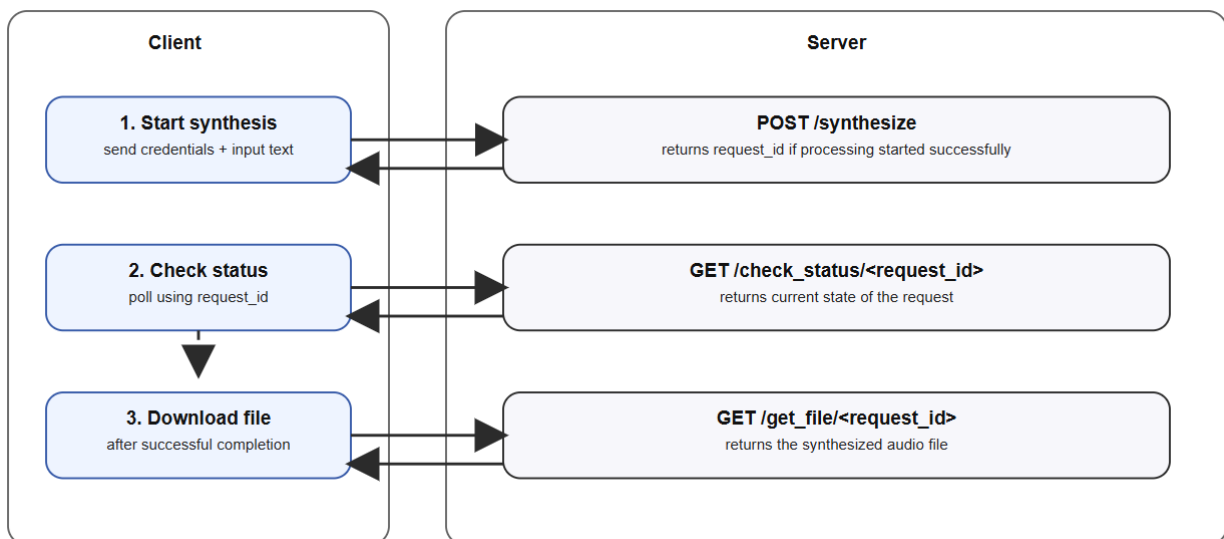 Client
Server
1. Start synthesis
send credentials + input text
POST /synthesize
returns request_id if processing started successfully
2. Check status
poll using request_id
GET /check_status/<request_id>
returns current state of the request
3. Download file
after successful completion
GET /get_file/<request_id>
returns the synthesized audio file